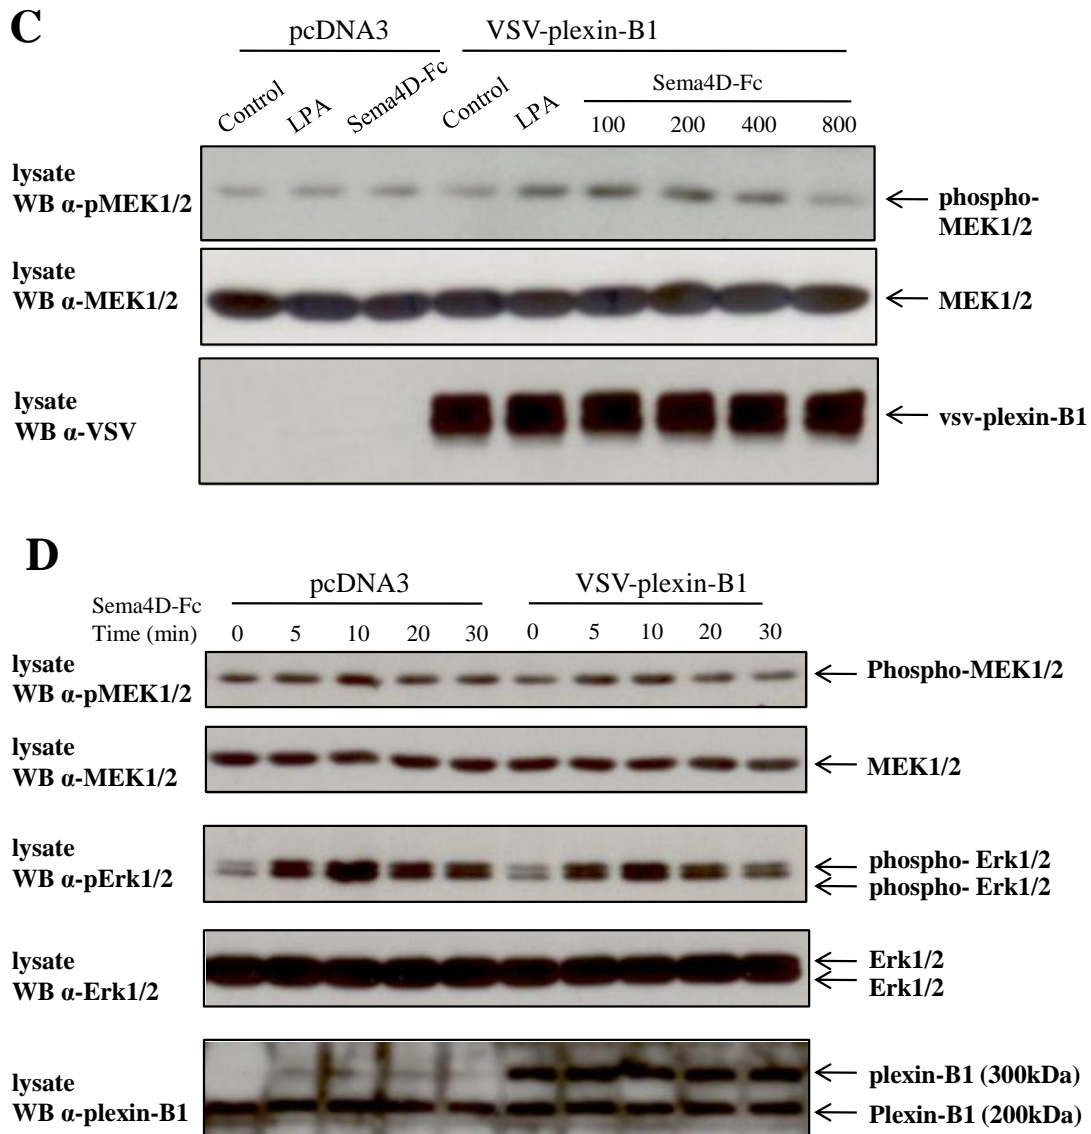 C
pcDNA3 VSV-plexin-B1
Control LPA Sema4D-Fc Control LPA Sema4D-Fc
100 200 400 800
lysate
WB α-pMEK1/2
phospho-
MEK1/2
lysate
WB α-MEK1/2
MEK1/2
lysate
WB α-VSV
vsv-plexin-B1
D
pcDNA3 VSV-plexin-B1
Sema4D-Fc
Time (min) 0 5 10 20 30 0 5 10 20 30
lysate
WB α-pMEK1/2
Phospho-MEK1/2
lysate
WB α-MEK1/2
MEK1/2
lysate
WB α-pErk1/2
phospho- Erk1/2
phospho- Erk1/2
lysate
WB α-Erk1/2
Erk1/2
Erk1/2
lysate
WB α-plexin-B1
plexin-B1 (300kDa)
Plexin-B1 (200kDa)